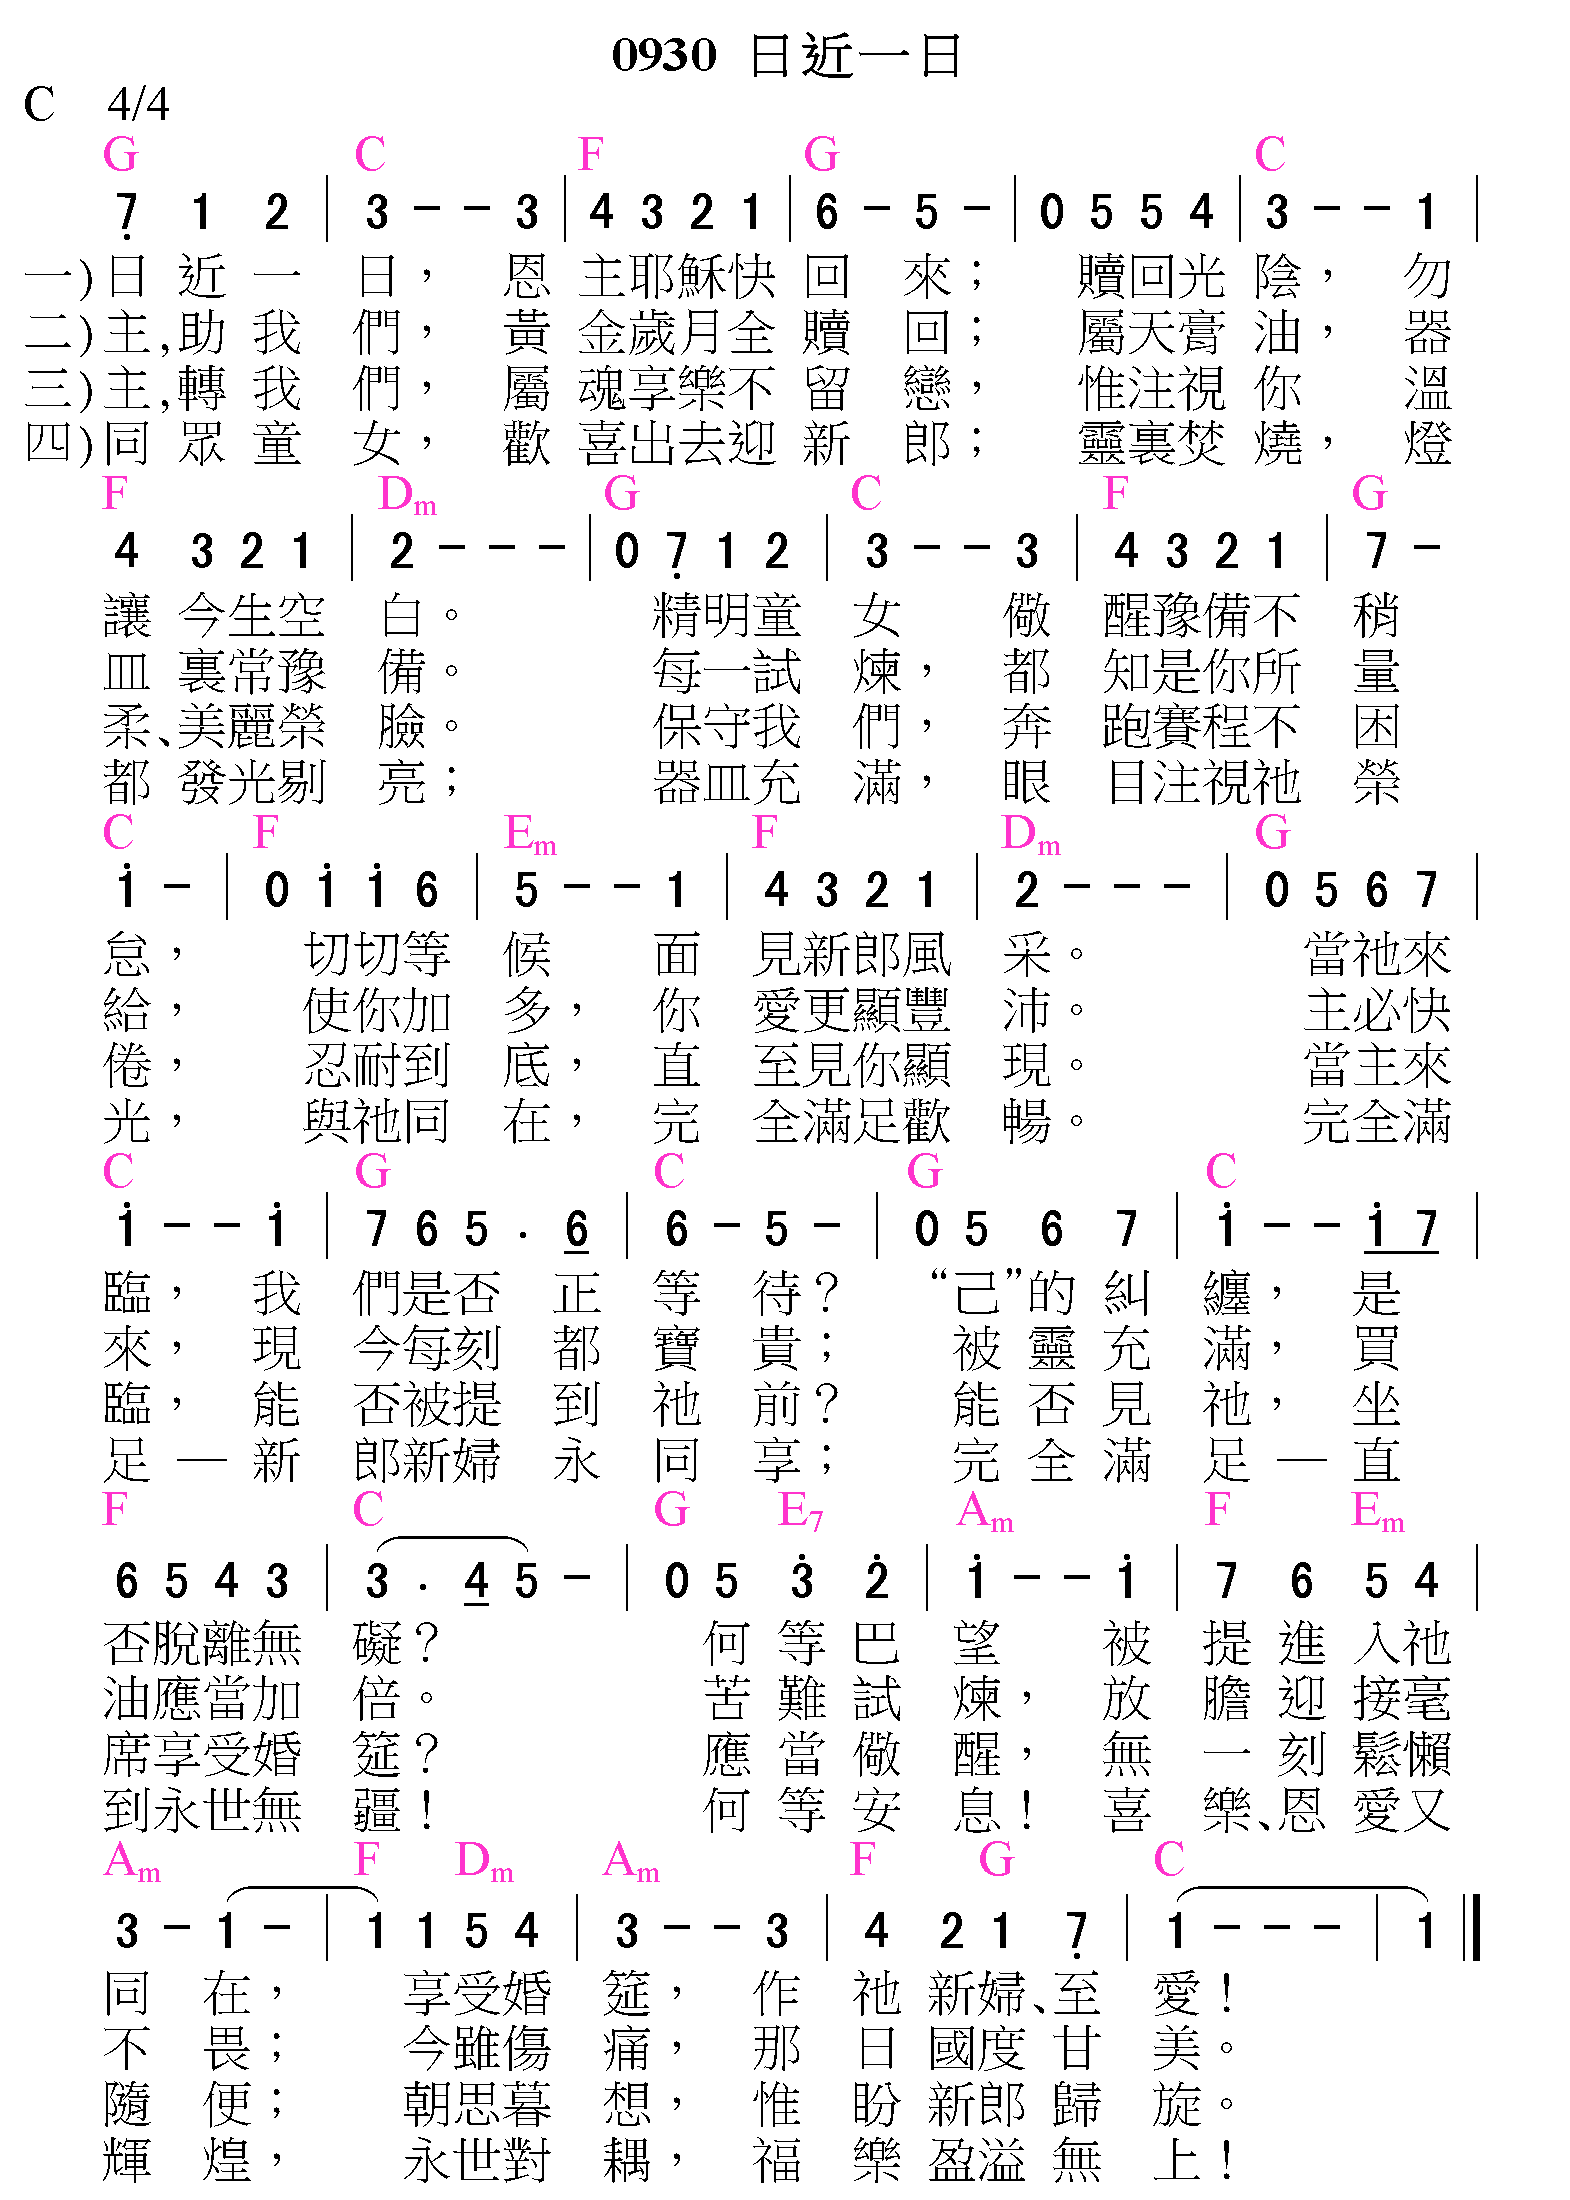 0930 日近一日
C 4/4
G C F G C
7̣ 1 2 | 3 - - 3 | 4 3 2 1 | 6 - 5 - | 0 5 5 4 | 3 - - 1 |
一)日近一日，恩主耶穌快回來；贖回光陰，勿
二)主,助我們，黃金歲月全贖回；屬天膏油，器
三)主,轉我們，屬魂享樂不留戀，惟注視你溫
四)同眾童女，歡喜出去迎新郎；靈裏焚燒，燈
F Dm G C F G
4 3 2 1 | 2 - - - | 0 7̣ 1 2 | 3 - - 3 | 4 3 2 1 | 7 -
讓今生空白。精明童女儆醒豫備不稍
皿裏常豫備。每一試煉，都知是你所量
柔、美麗榮臉。保守我們，奔跑賽程不困
都發光剔亮；器皿充滿，眼目注視祂榮
C F Em F Dm G
1̇ - | 0 1̇ 1̇ 6 | 5 - - 1 | 4 3 2 1 | 2 - - - | 0 5 6 7 |
怠，切切等候面見新郎風采。當祂來
給，使你加多，你愛更顯豐沛。主必快
倦，忍耐到底，直至見你顯現。當主來
光，與祂同在，完全滿足歡暢。完全滿
C G C G C
1̇ - - 1̇ | 7 6 5 . 6 | 6 - 5 - | 0 5 6 7 | 1̇ - - 1̇ 7 |
臨，我們是否正等待？“己”的糾纏，是
來，現今每刻都寶貴；被靈充滿，買
臨，能否被提到祂前？能否見祂，坐
足—新郎新婦永同享；完全滿足—直
F C G E7 Am F Em
6 5 4 3 | 3 . 4 5 - | 0 5 3̇ 2̇ | 1̇ - - 1̇ | 7 6 5 4 |
否脫離無礙？何等巴望被提進入祂
油應當加倍。苦難試煉，放膽迎接毫
席享受婚筵？應當儆醒，無一刻鬆懶
到永世無疆！何等安息！喜樂、恩愛又
Am F Dm Am F G C
3 - 1 - | 1 1 5 4 | 3 - - 3 | 4 2 1 7̣ | 1 - - - | 1 ‖
同在，享受婚筵，作祂新婦、至愛！
不畏；今雖傷痛，那日國度甘美。
隨便；朝思暮想，惟盼新郎歸旋。
輝煌，永世對耦，福樂盈溢無上！